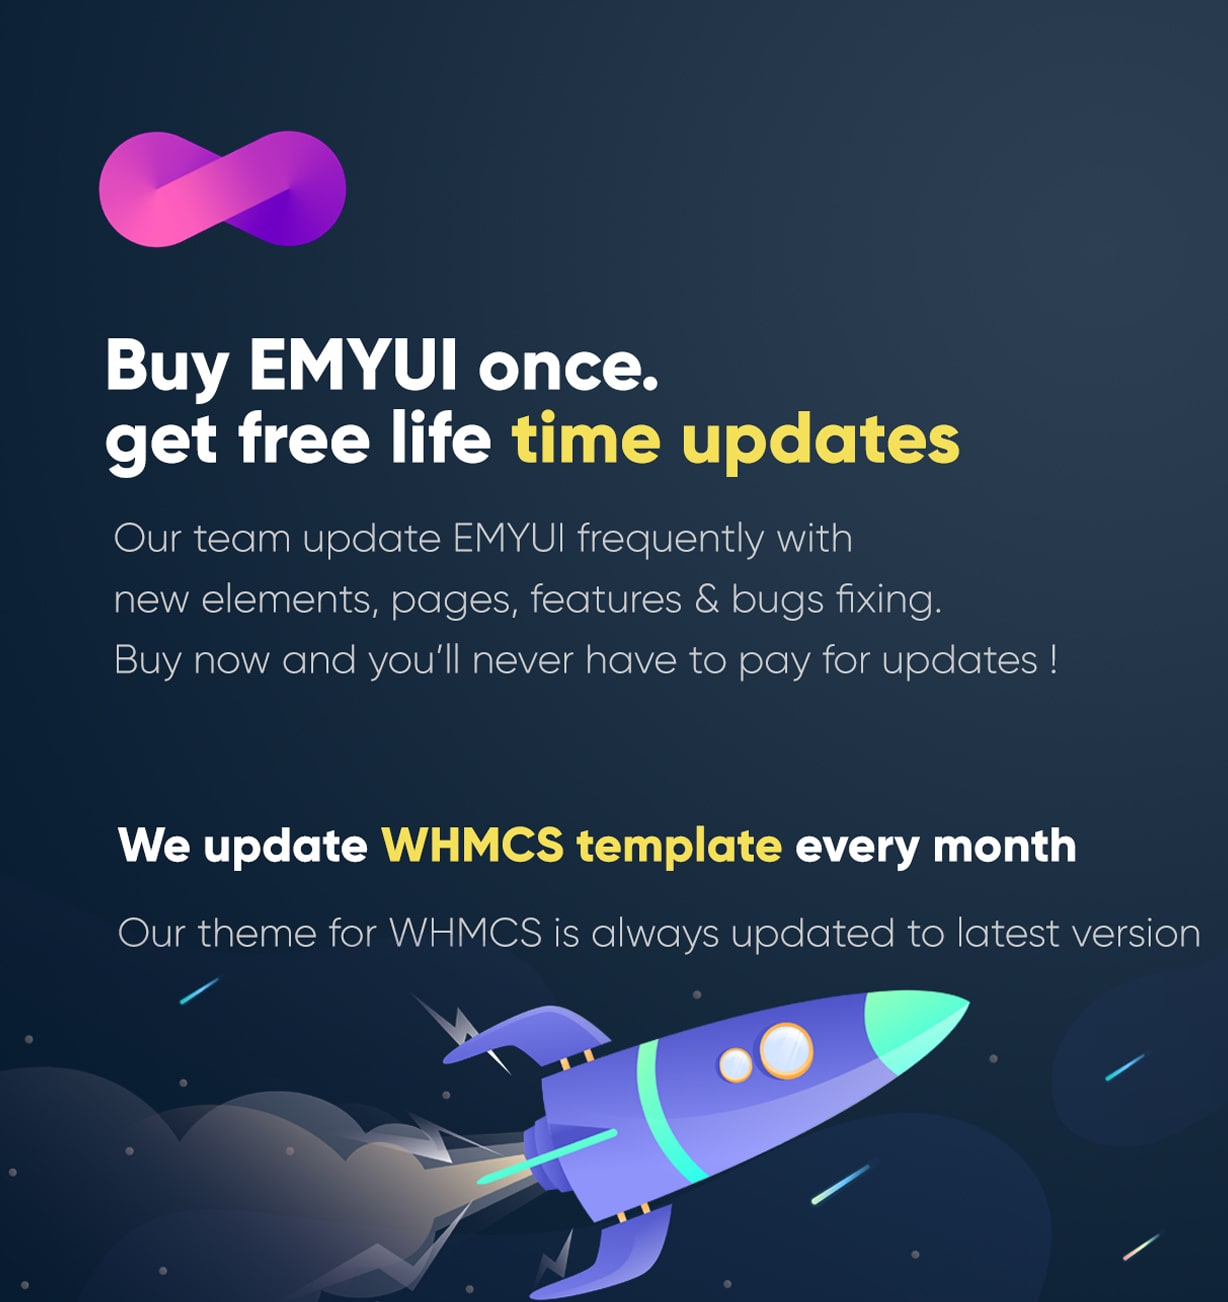 Buy EMYUI once.
get free life time updates
Our team update EMYUI frequently with
new elements, pages, features & bugs fixing.
Buy now and you’ll never have to pay for updates !
We update WHMCS template every month
Our theme for WHMCS is always updated to latest version